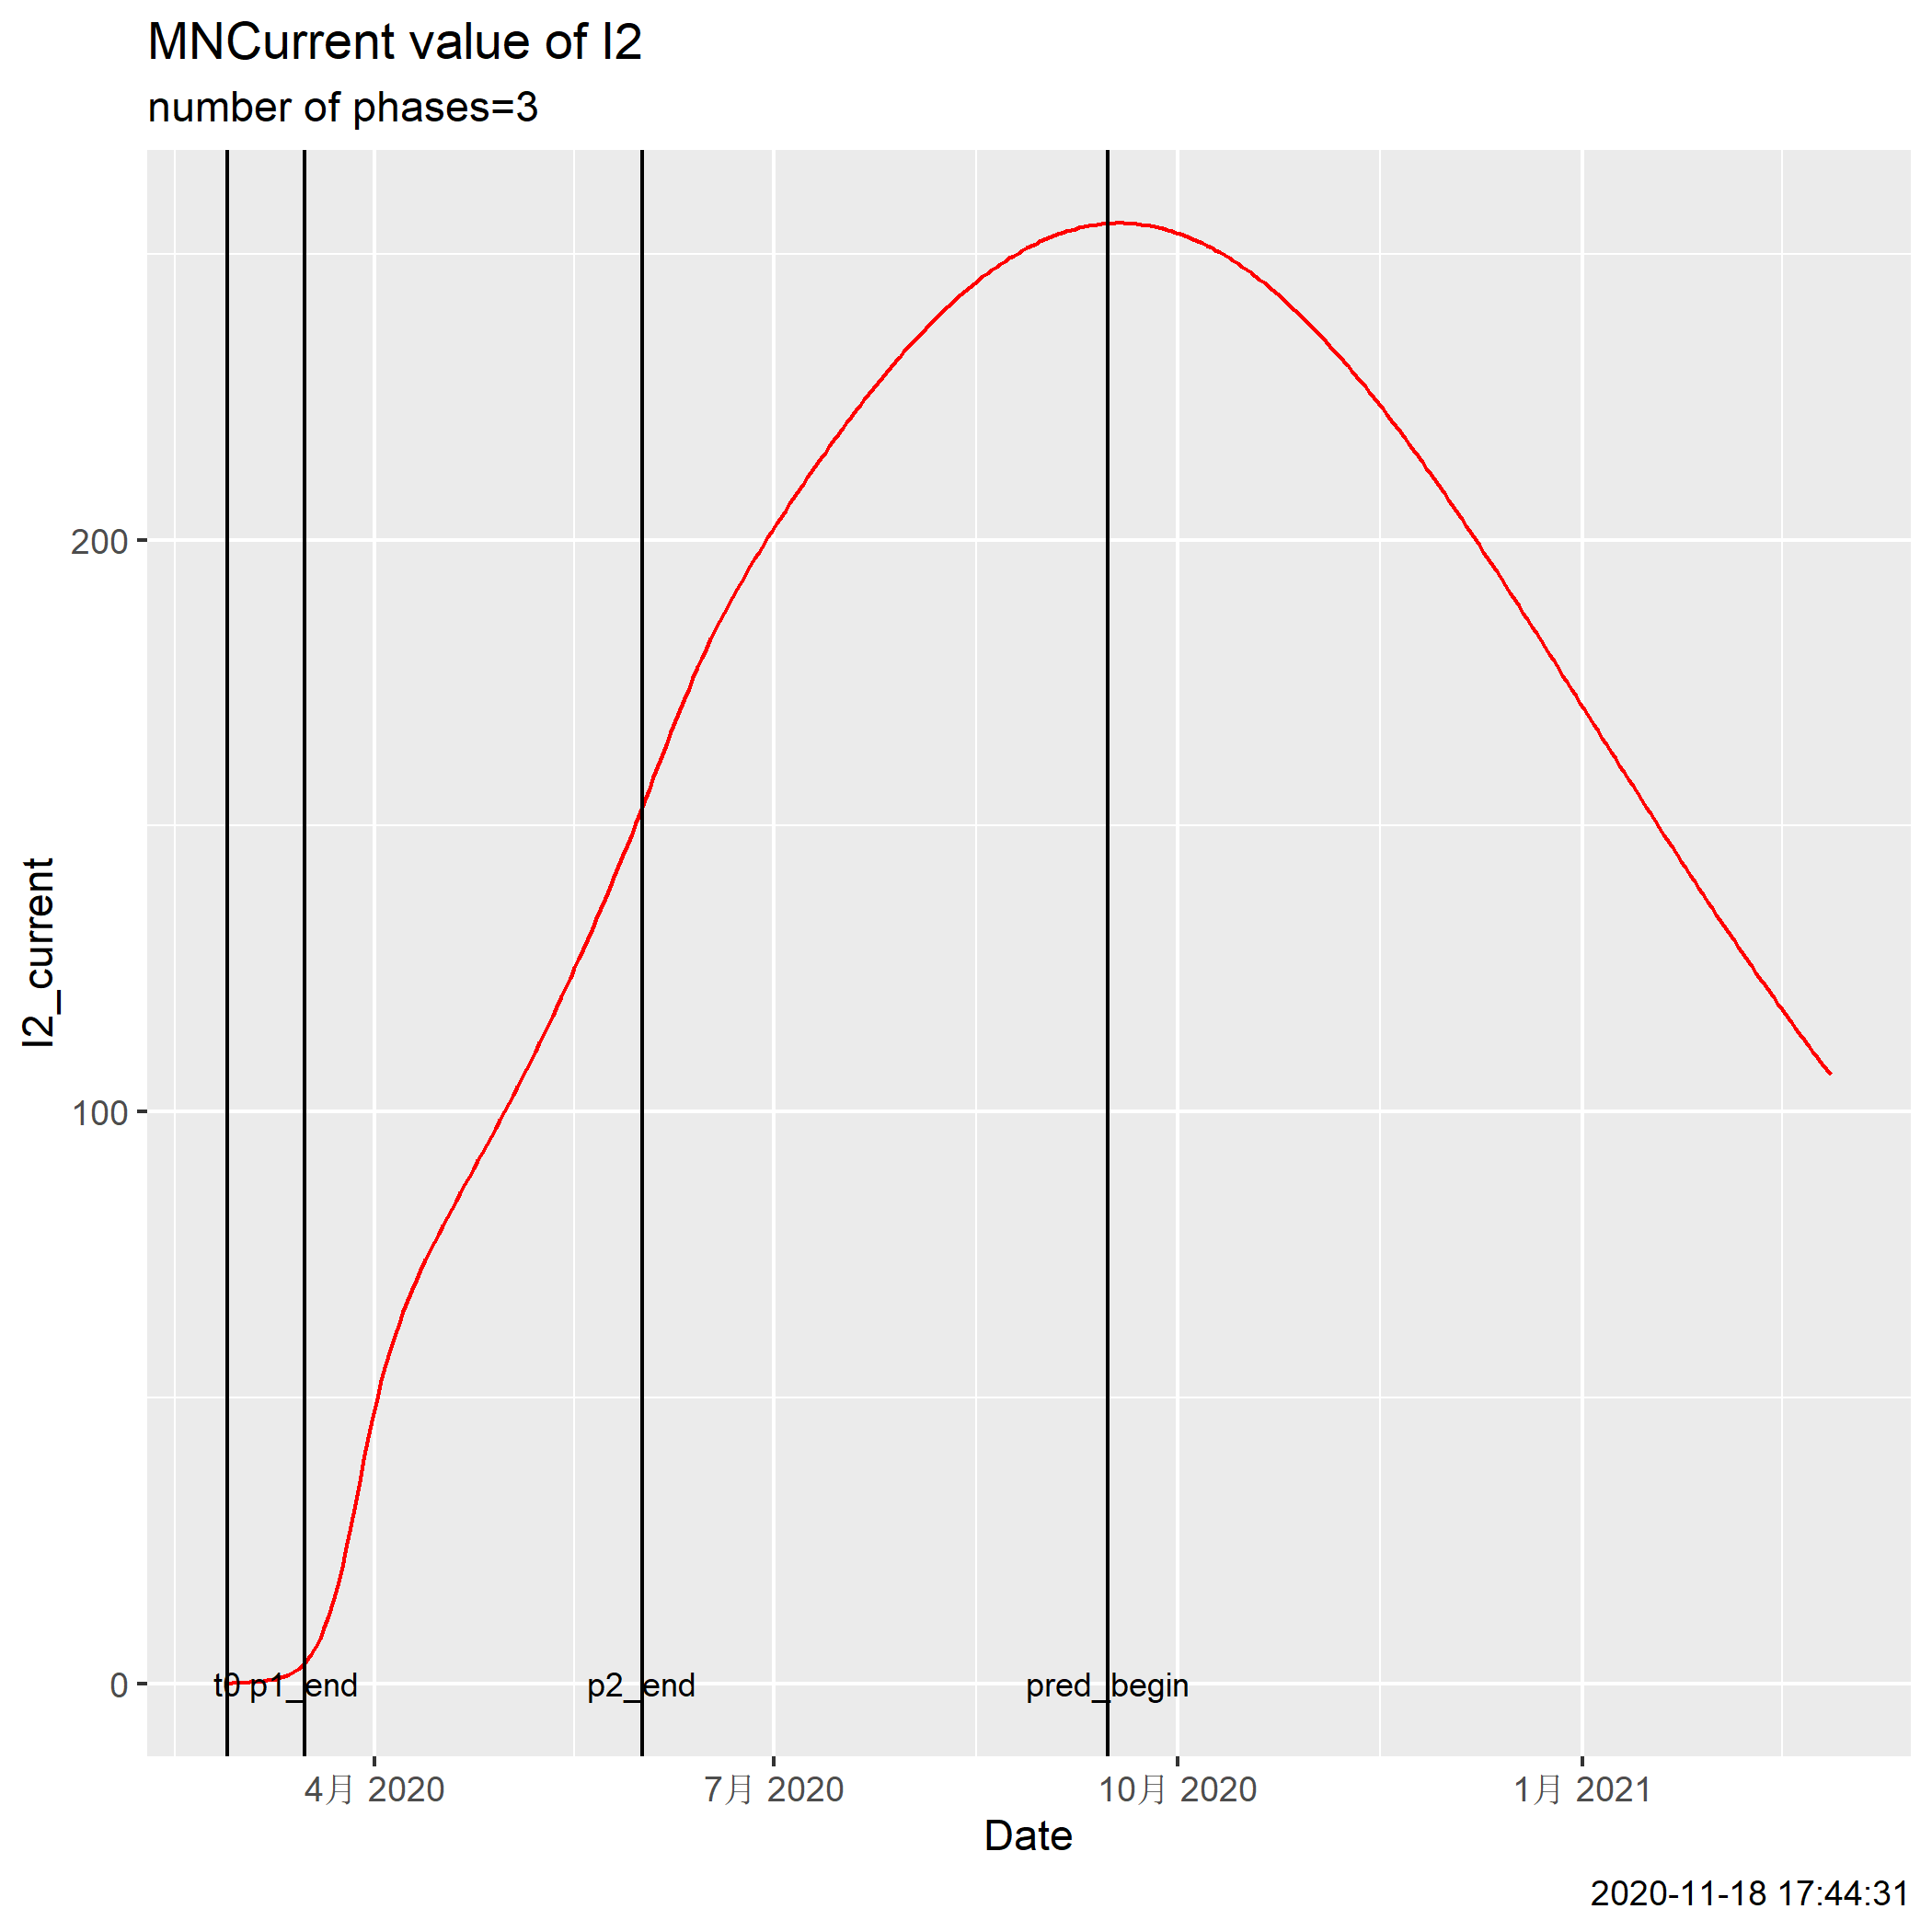 MNCurrent value of I2
number of phases=3
I2_current
200
100
0
t0 p1_end p2_end pred_begin
4月 2020 7月 2020 10月 2020 1月 2021
Date
2020-11-18 17:44:31